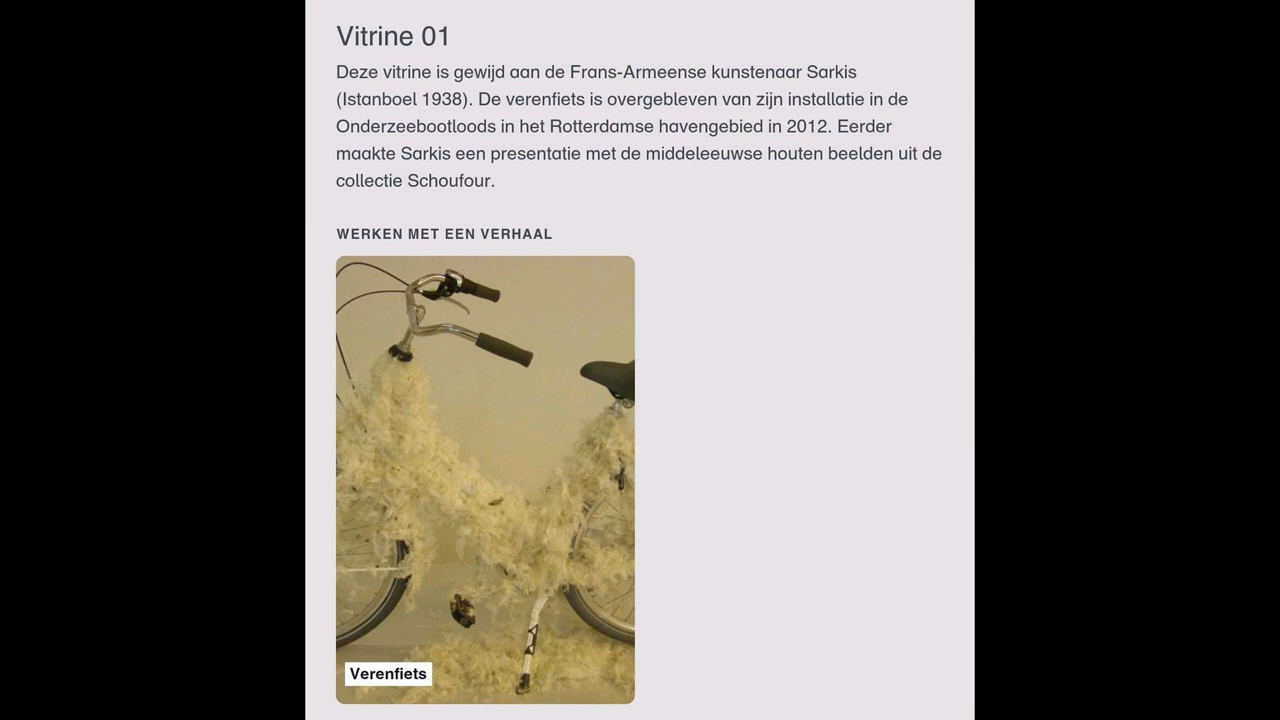 Vitrine 01
Deze vitrine is gewijd aan de Frans-Armeense kunstenaar Sarkis
(Istanboel 1938). De verenfiets is overgebleven van zijn installatie in de
Onderzeebootloods in het Rotterdamse havengebied in 2012. Eerder
maakte Sarkis een presentatie met de middeleeuwse houten beelden uit de
collectie Schoufour.
WERKEN MET EEN VERHAAL
Verenfiets